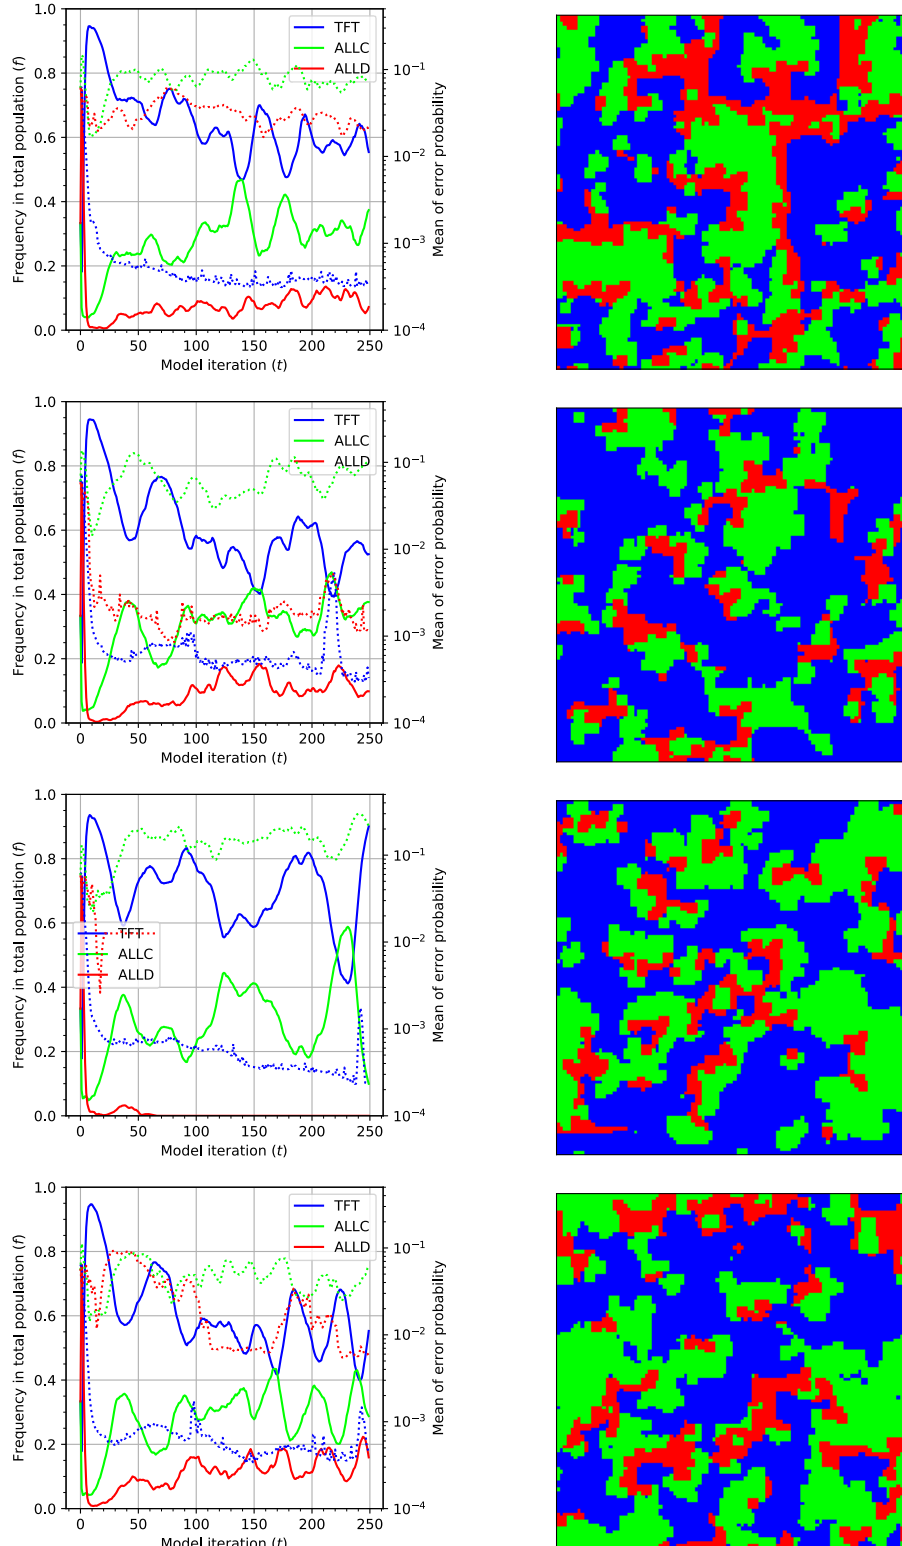 1.0
0.8
0.6
0.4
0.2
0.0
Frequency in total population (f)
TFT
ALLC
ALLD
10⁻¹
10⁻²
10⁻³
10⁻⁴
Mean of error probability
0 50 100 150 200 250
Model iteration (t)
1.0
0.8
0.6
0.4
0.2
0.0
Frequency in total population (f)
TFT
ALLC
ALLD
10⁻¹
10⁻²
10⁻³
10⁻⁴
Mean of error probability
0 50 100 150 200 250
Model iteration (t)
1.0
0.8
0.6
0.4
0.2
0.0
Frequency in total population (f)
TFT
ALLC
ALLD
10⁻¹
10⁻²
10⁻³
10⁻⁴
Mean of error probability
0 50 100 150 200 250
Model iteration (t)
1.0
0.8
0.6
0.4
0.2
0.0
Frequency in total population (f)
TFT
ALLC
ALLD
10⁻¹
10⁻²
10⁻³
10⁻⁴
Mean of error probability
0 50 100 150 200 250
Model iteration (t)